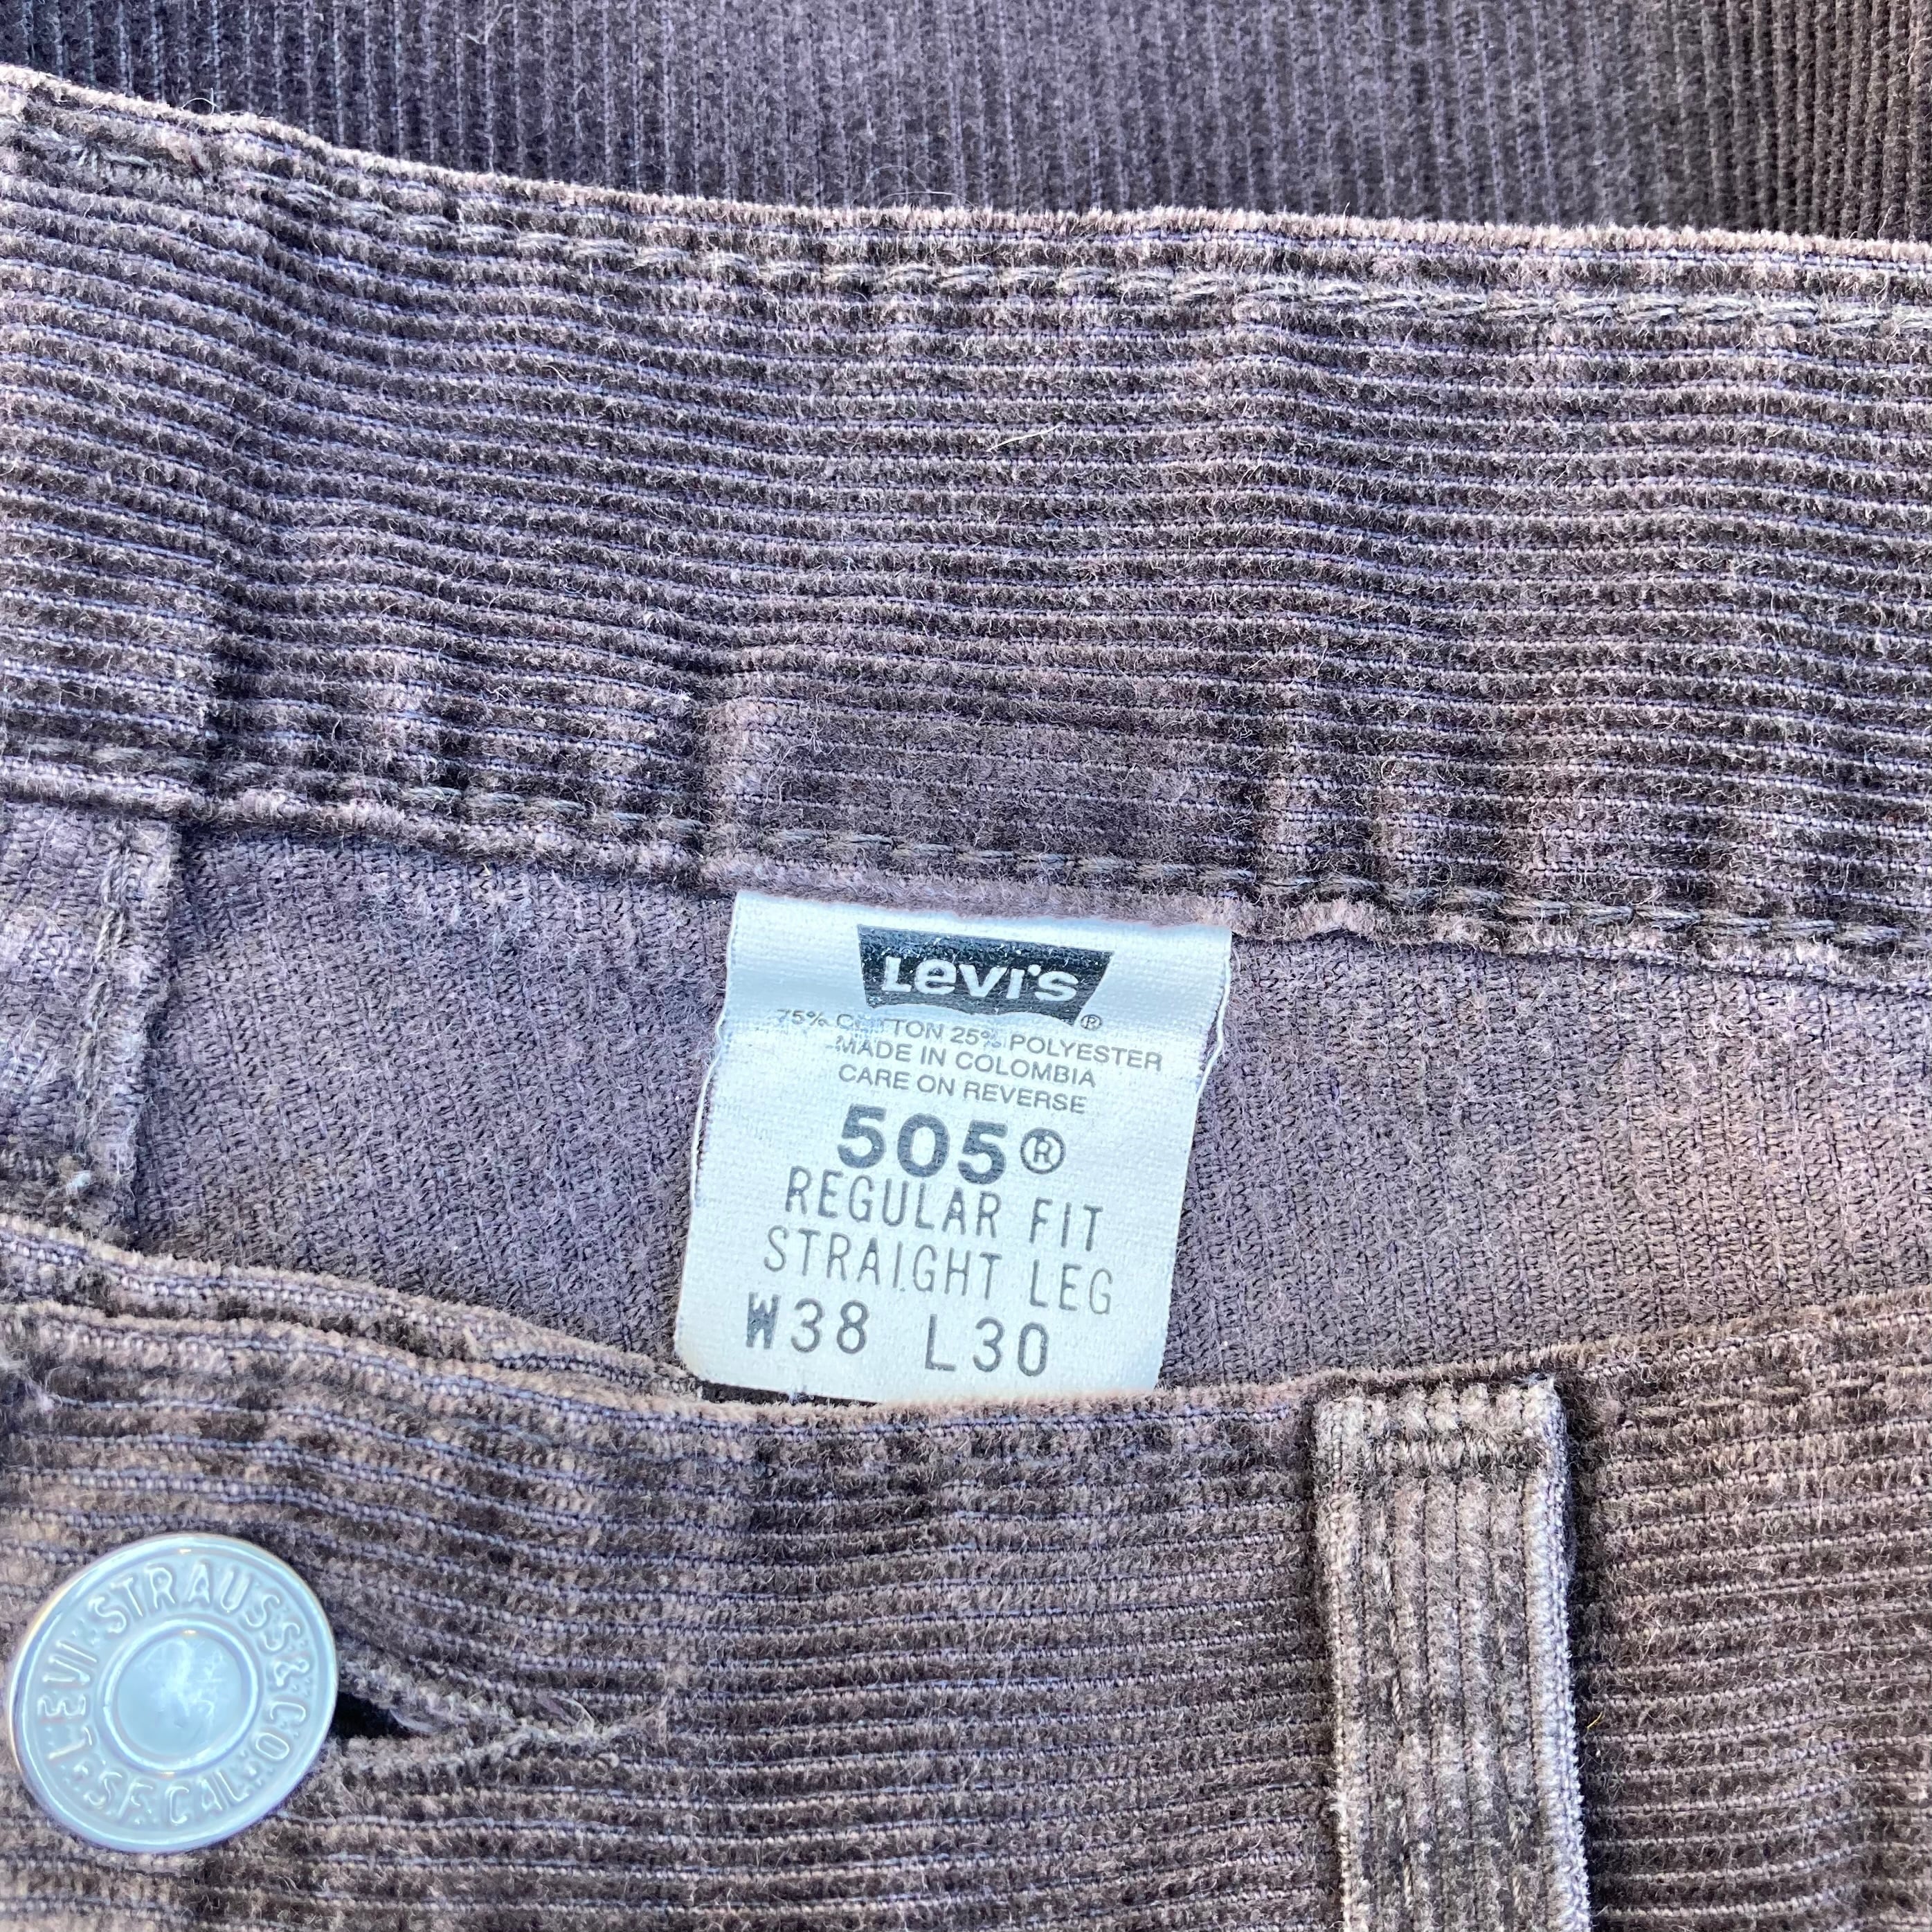 Levi's
®
75% COTTON 25% POLYESTER
MADE IN COLOMBIA
CARE ON REVERSE
505®
REGULAR FIT
STRAIGHT LEG
W38 L30
LEVI STRAUSS & CO.
S.F. CAL.